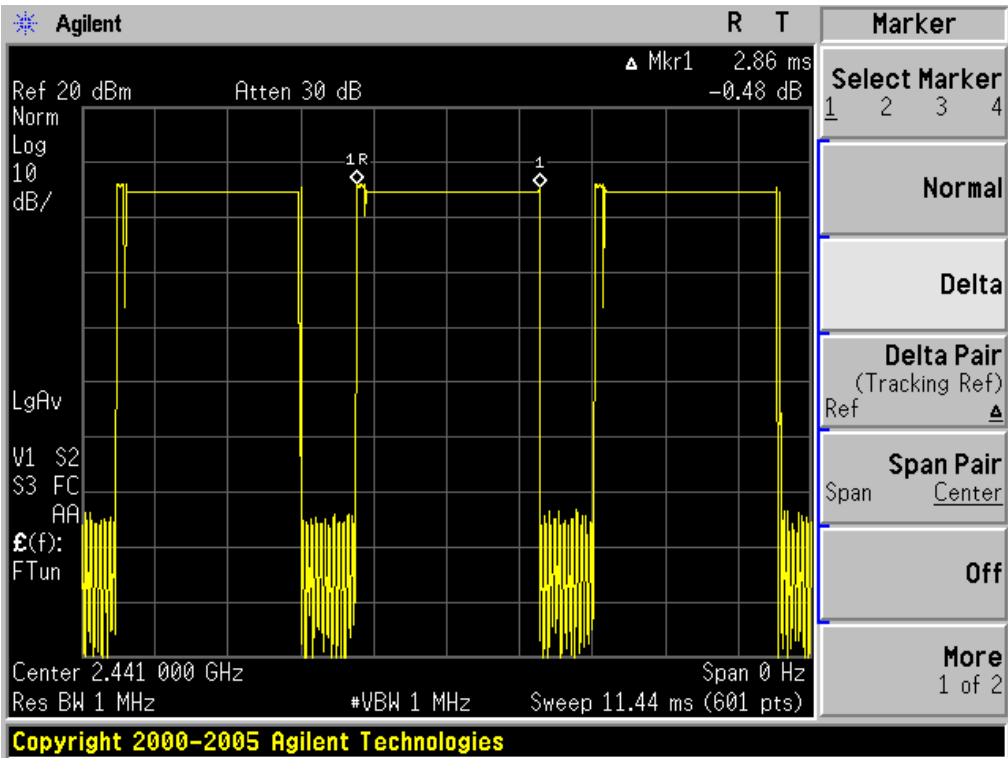 Agilent
R T
Marker
Δ Mkr1 2.86 ms
Ref 20 dBm Atten 30 dB −0.48 dB
Norm
Log
10
dB/
1R
1
LgAv
V1 S2
S3 FC
AA
£(f):
FTun
Center 2.441 000 GHz Span 0 Hz
Res BW 1 MHz #VBW 1 MHz Sweep 11.44 ms (601 pts)
Copyright 2000-2005 Agilent Technologies
Select Marker
1 2 3 4
Normal
Delta
Delta Pair
(Tracking Ref)
Ref Δ
Span Pair
Span Center
Off
More
1 of 2